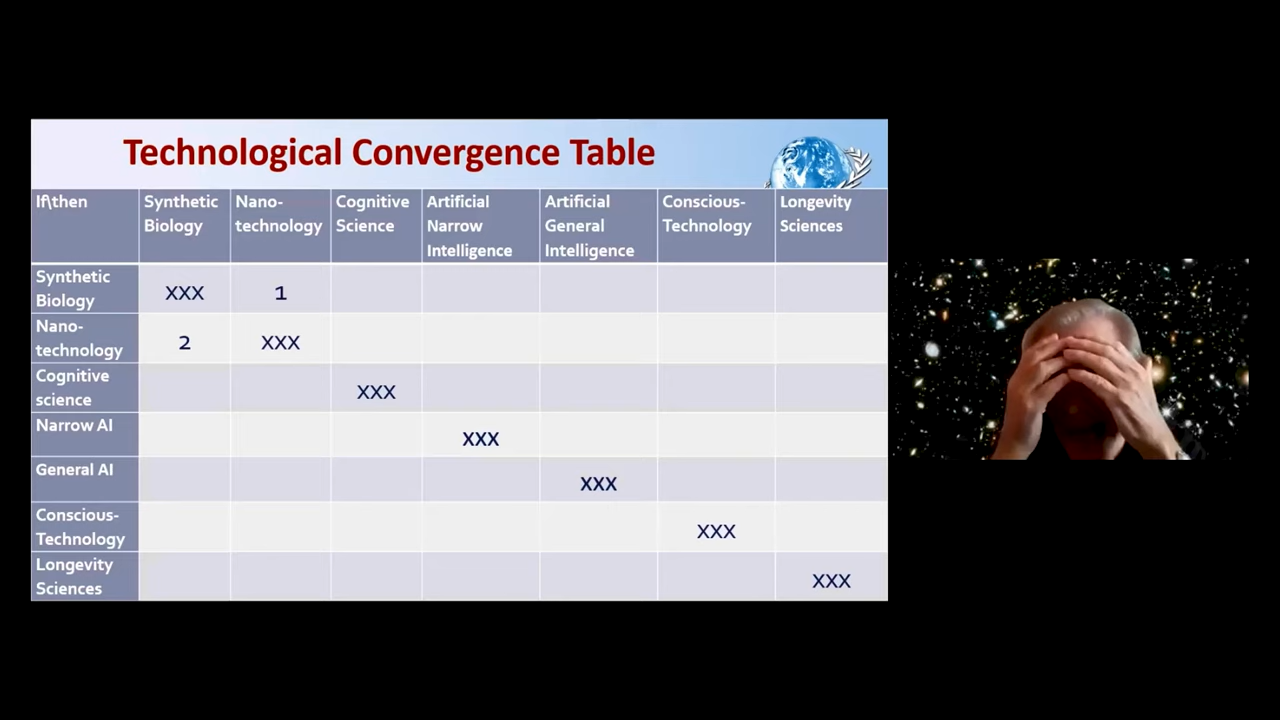 Technological Convergence Table
If\then
Synthetic
Biology
Nano-
technology
Cognitive
Science
Artificial
Narrow
Intelligence
Artificial
General
Intelligence
Conscious-
Technology
Longevity
Sciences
Synthetic
Biology
XXX
1
Nano-
technology
2
XXX
Cognitive
science
XXX
Narrow AI
XXX
General AI
XXX
Conscious-
Technology
XXX
Longevity
Sciences
XXX